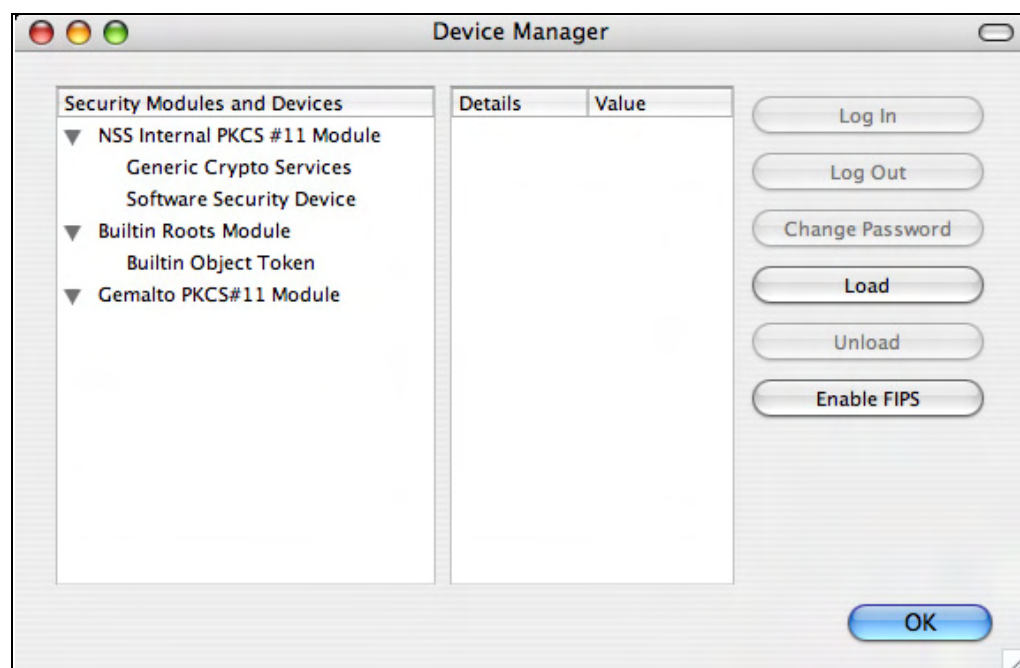 Device Manager
Security Modules and Devices
NSS Internal PKCS #11 Module
Generic Crypto Services
Software Security Device
Builtin Roots Module
Builtin Object Token
Gemalto PKCS#11 Module
Details Value
Log In
Log Out
Change Password
Load
Unload
Enable FIPS
OK